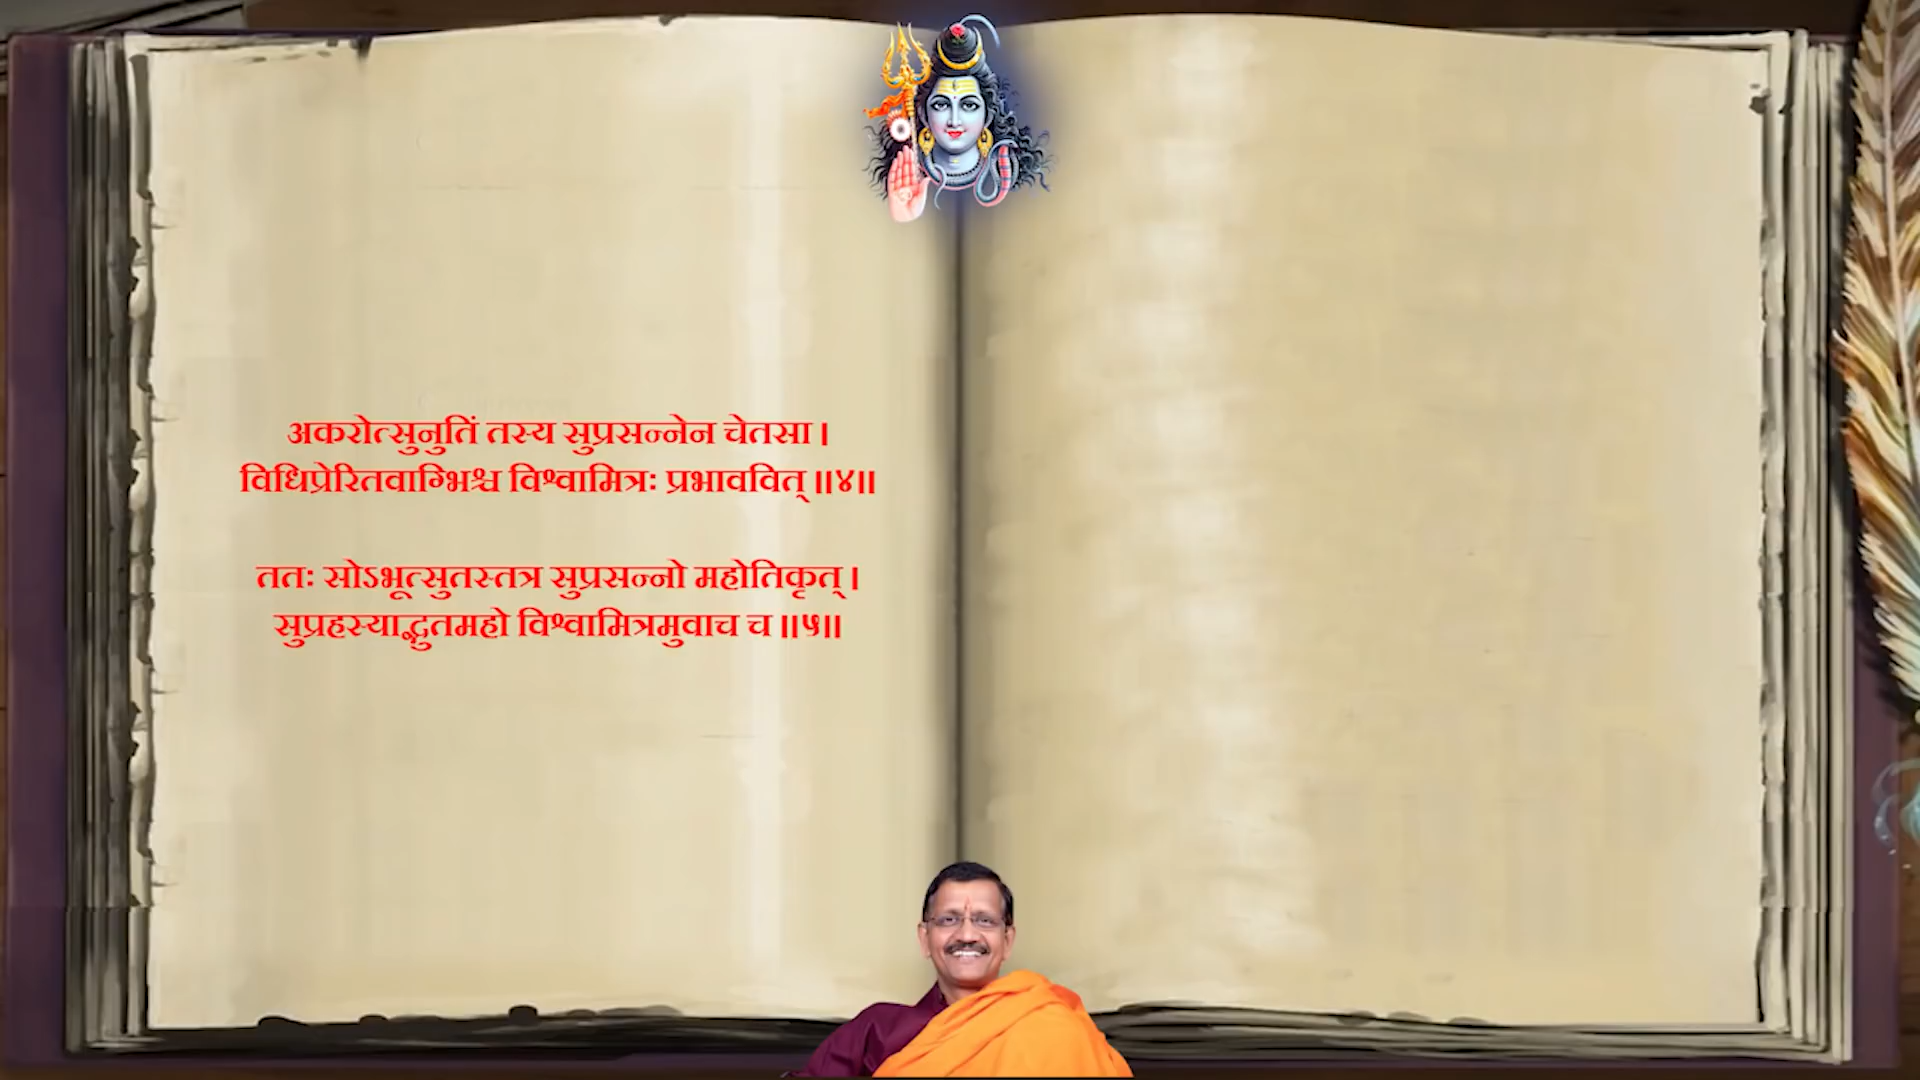 अकरोत्सुनुतिं तस्य सुप्रसन्नेन चेतसा ।
विधिप्रेरितवाग्भिश्च विश्वामित्रः प्रभाववित् ॥४॥
ततः सोऽभूत्सुतस्तत्र सुप्रसन्नो महोतिकृत् ।
सुप्रहस्याद्भुतमहो विश्वामित्रमुवाच च ॥५॥